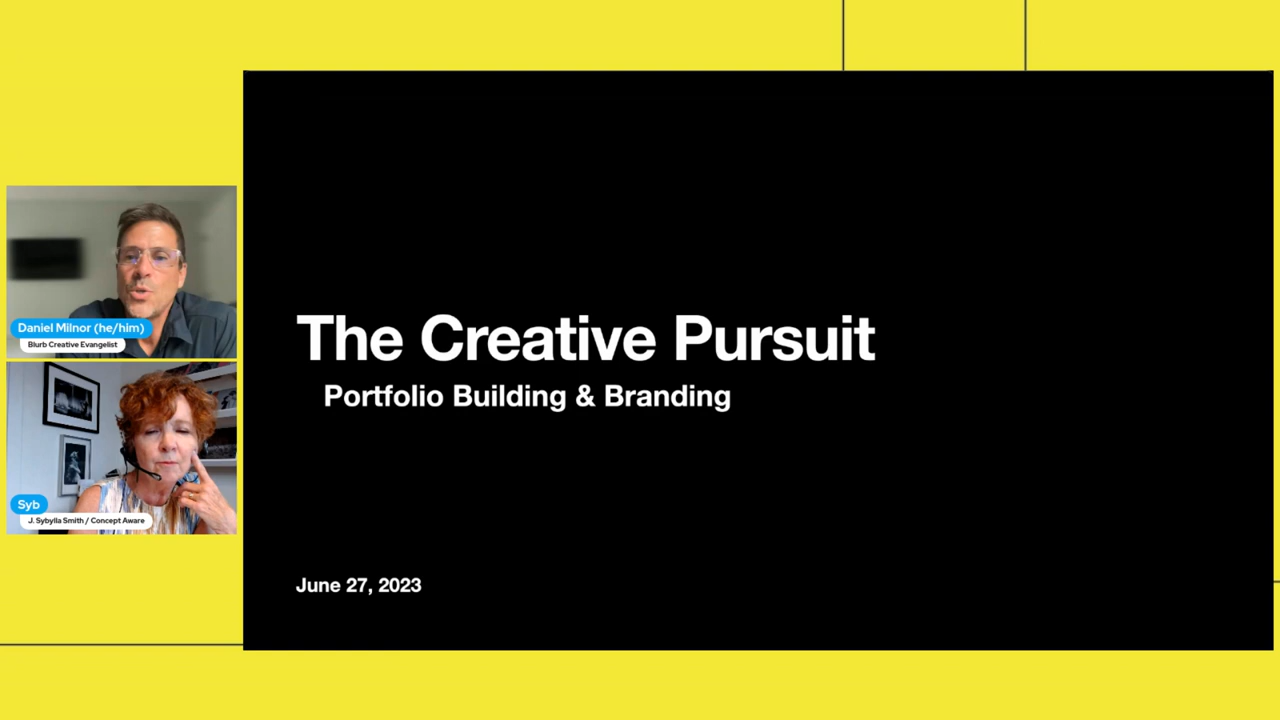 Daniel Milnor (he/him)
Blurb Creative Evangelist
Syb
J. Sybylla Smith / Concept Aware
The Creative Pursuit
Portfolio Building & Branding
June 27, 2023